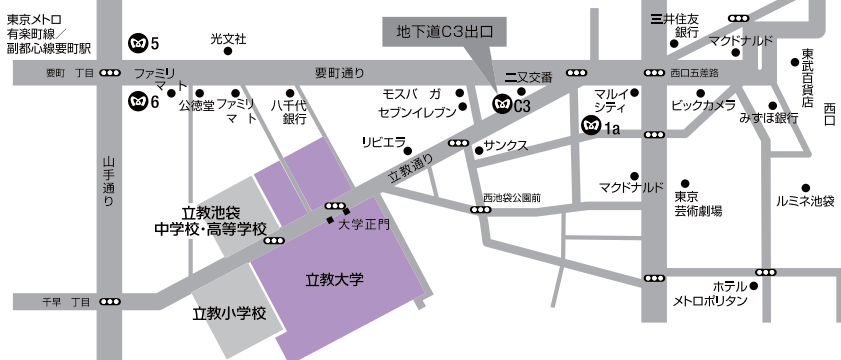 東京メトロ
有楽町線／
副都心線要町駅
5
光文社
地下道C3出口
三井住友
銀行
マクドナルド
東武百貨店
西口
要町　丁目
ファミリ
マート
要町通り
二又交番
西口五差路
6
公徳堂
ファミリ
マ　ト
八千代
銀行
モスバ　ガ
セブンイレブン
C3
マルイ
シティ
ビックカメラ
みずほ銀行
1a
リビエラ
サンクス
立教通り
山手通り
マクドナルド
西池袋公園前
東京
芸術劇場
ルミネ池袋
立教池袋
中学校・高等学校
大学正門
立教大学
立教小学校
千早　丁目
ホテル
メトロポリタン